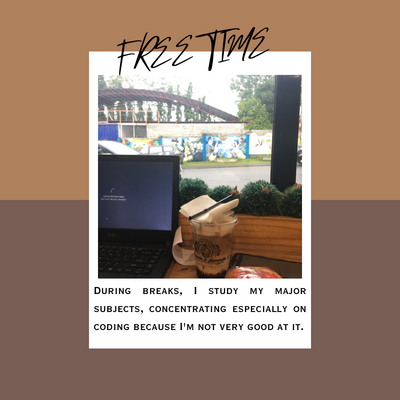 FREE TIME
During breaks, I study my major
subjects, concentrating especially on
coding because I'm not very good at it.